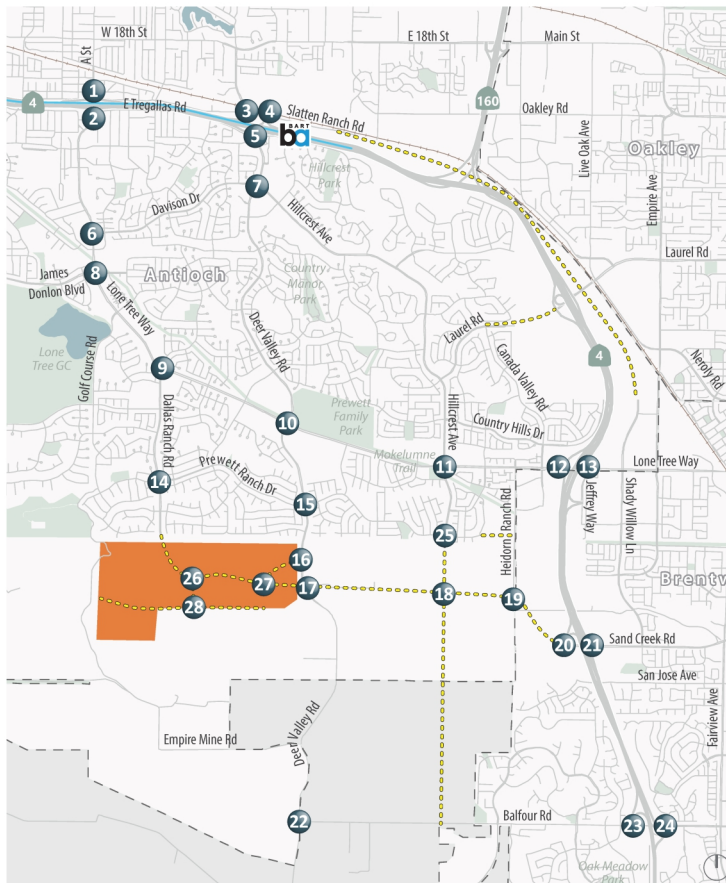 W 18th St
E 18th St
Main St
A St
1
4
E Tregallas Rd
3
4
Slatten Ranch Rd
160
Oakley Rd
2
5
BART
ba
Live Oak Ave
Oakley
Hillcrest
Park
Empire Ave
7
Davison Dr
Hillcrest Ave
6
Laurel Rd
James
Donlon Blvd
8
Antioch
Country
Manor
Park
Lone Tree Way
Deer Valley Rd
Laurel Rd
Canada Valley Rd
4
Neroly Rd
Lone
Tree GC
Golf Course Rd
9
Dallas Ranch Rd
Prewett
Family
Park
Hillcrest Ave
10
Country Hills Dr
Mokelumne
Trail
11
12
13
Lone Tree Way
14
Prewett Ranch Dr
15
Heidorn Ranch Rd
Jeffrey Way
Shady Willow Ln
25
16
26
27
17
Brentw
28
18
19
20
21
Sand Creek Rd
San Jose Ave
Deer Valley Rd
Fairview Ave
Empire Mine Rd
22
Balfour Rd
23
24
Oak Meadow
Park